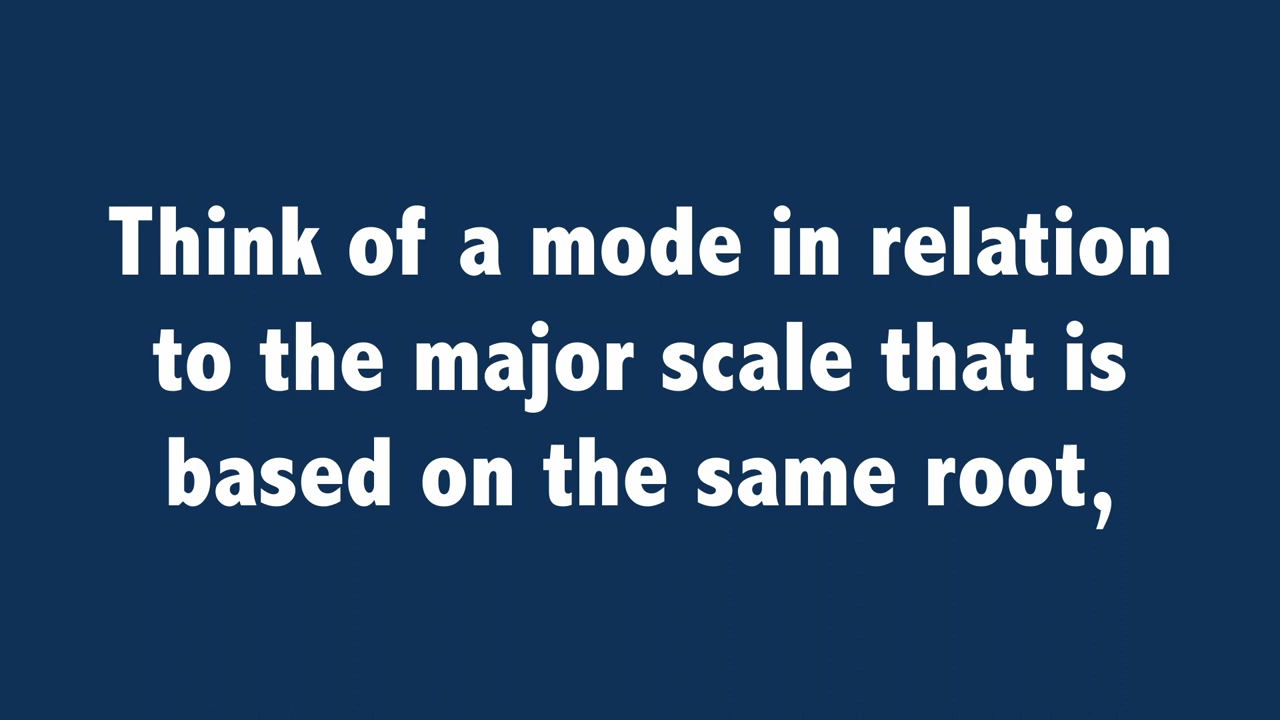 Think of a mode in relation
to the major scale that is
based on the same root,